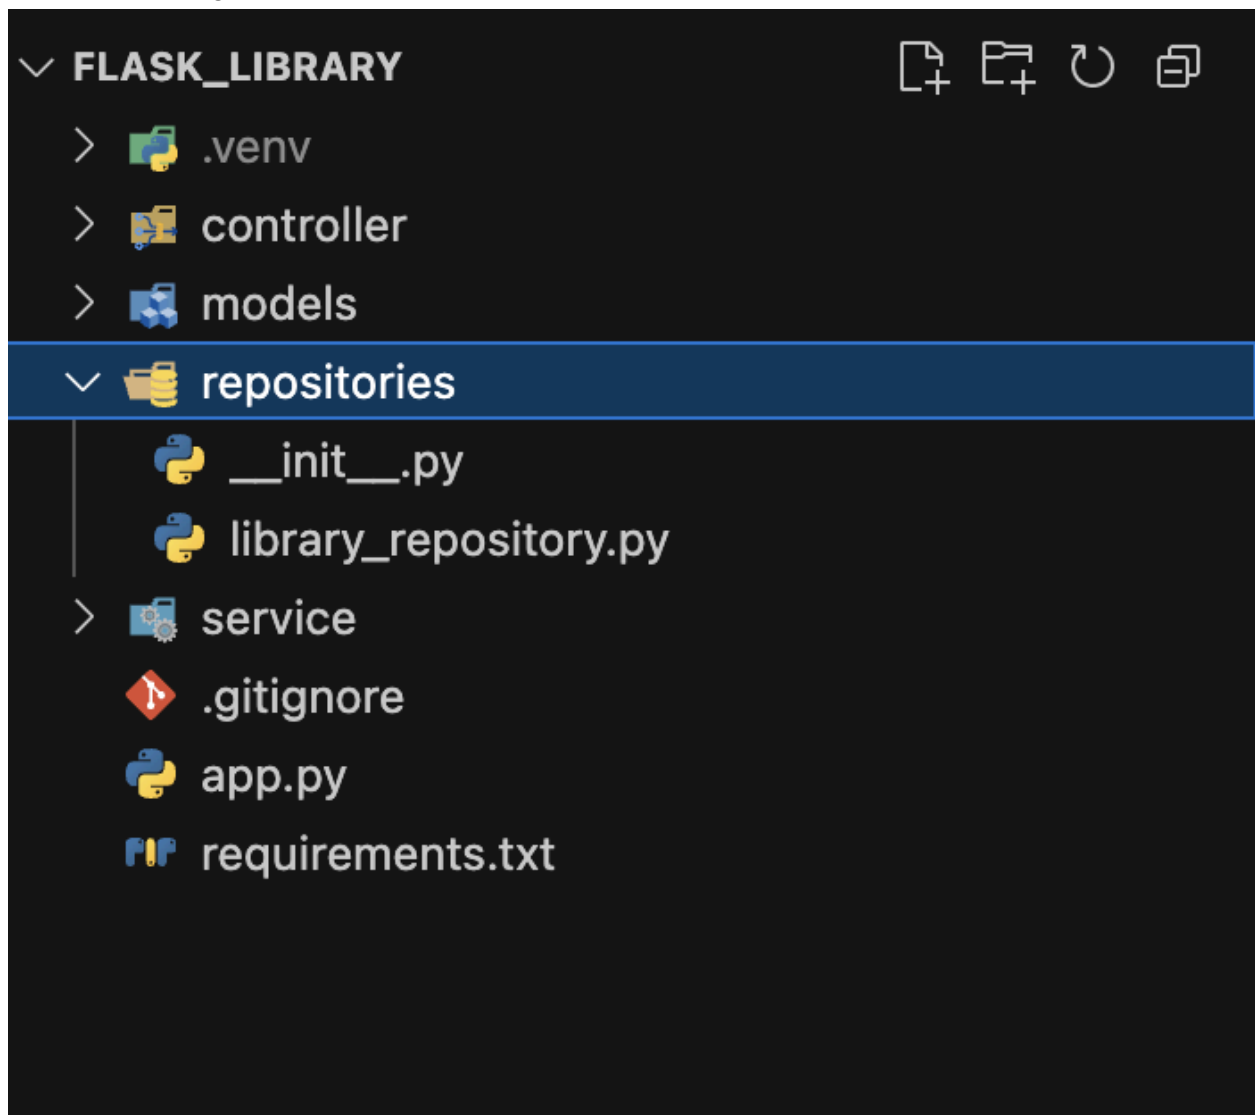 FLASK_LIBRARY
.venv
controller
models
repositories
__init__.py
library_repository.py
service
.gitignore
app.py
requirements.txt